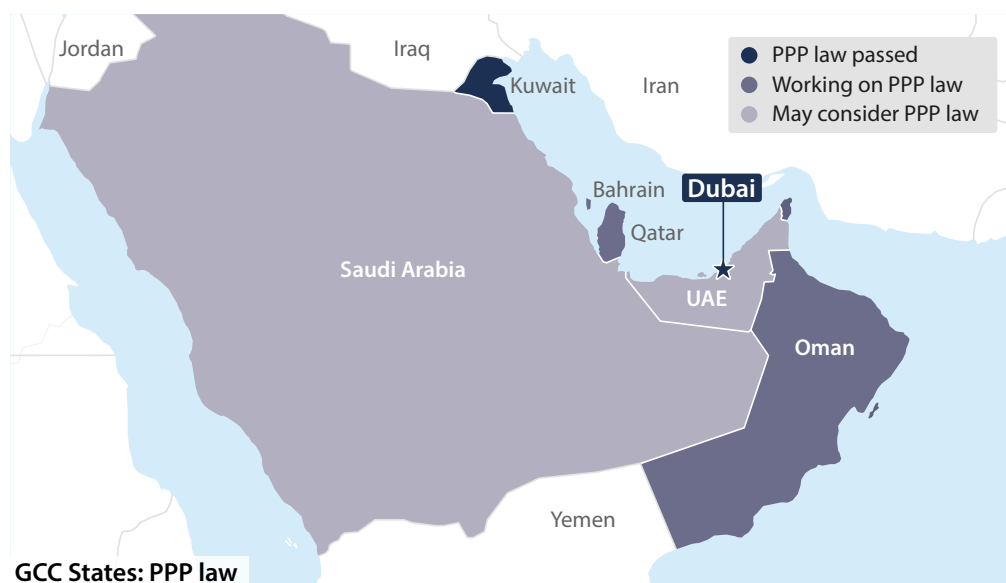 Jordan
Iraq
Kuwait
Iran
PPP law passed
Working on PPP law
May consider PPP law
Bahrain
Dubai
Qatar
Saudi Arabia
UAE
Oman
Yemen
GCC States: PPP law